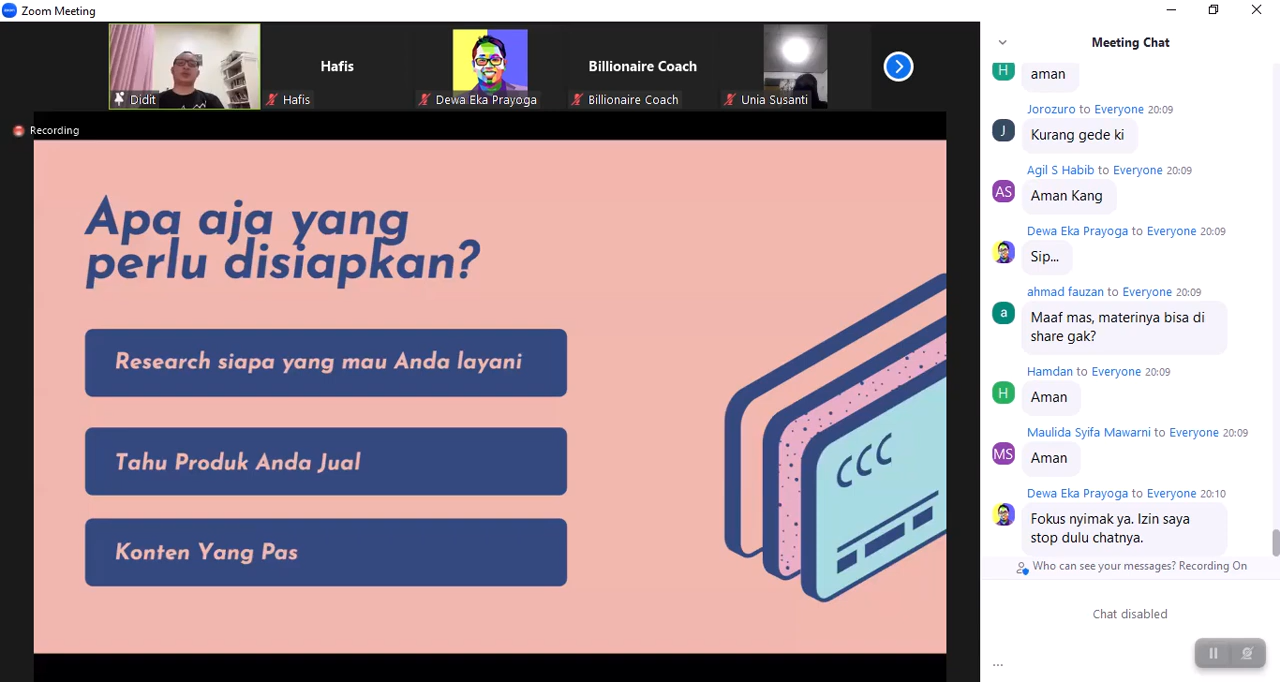 Zoom Meeting
Hafis
Billionaire Coach
Didit
Hafis
Dewa Eka Prayoga
Billionaire Coach
Unia Susanti
Recording
Apa aja yang
perlu disiapkan?
Research siapa yang mau Anda layani
Tahu Produk Anda Jual
Konten Yang Pas
CCC
Meeting Chat
H
aman
Jorozuro to Everyone 20:09
J
Kurang gede ki
Agil S Habib to Everyone 20:09
AS
Aman Kang
Dewa Eka Prayoga to Everyone 20:09
Sip...
ahmad fauzan to Everyone 20:09
a
Maaf mas, materinya bisa di
share gak?
Hamdan to Everyone 20:09
H
Aman
Maulida Syifa Mawarni to Everyone 20:09
MS
Aman
Dewa Eka Prayoga to Everyone 20:10
Fokus nyimak ya. Izin saya
stop dulu chatnya.
Who can see your messages? Recording On
Chat disabled
...